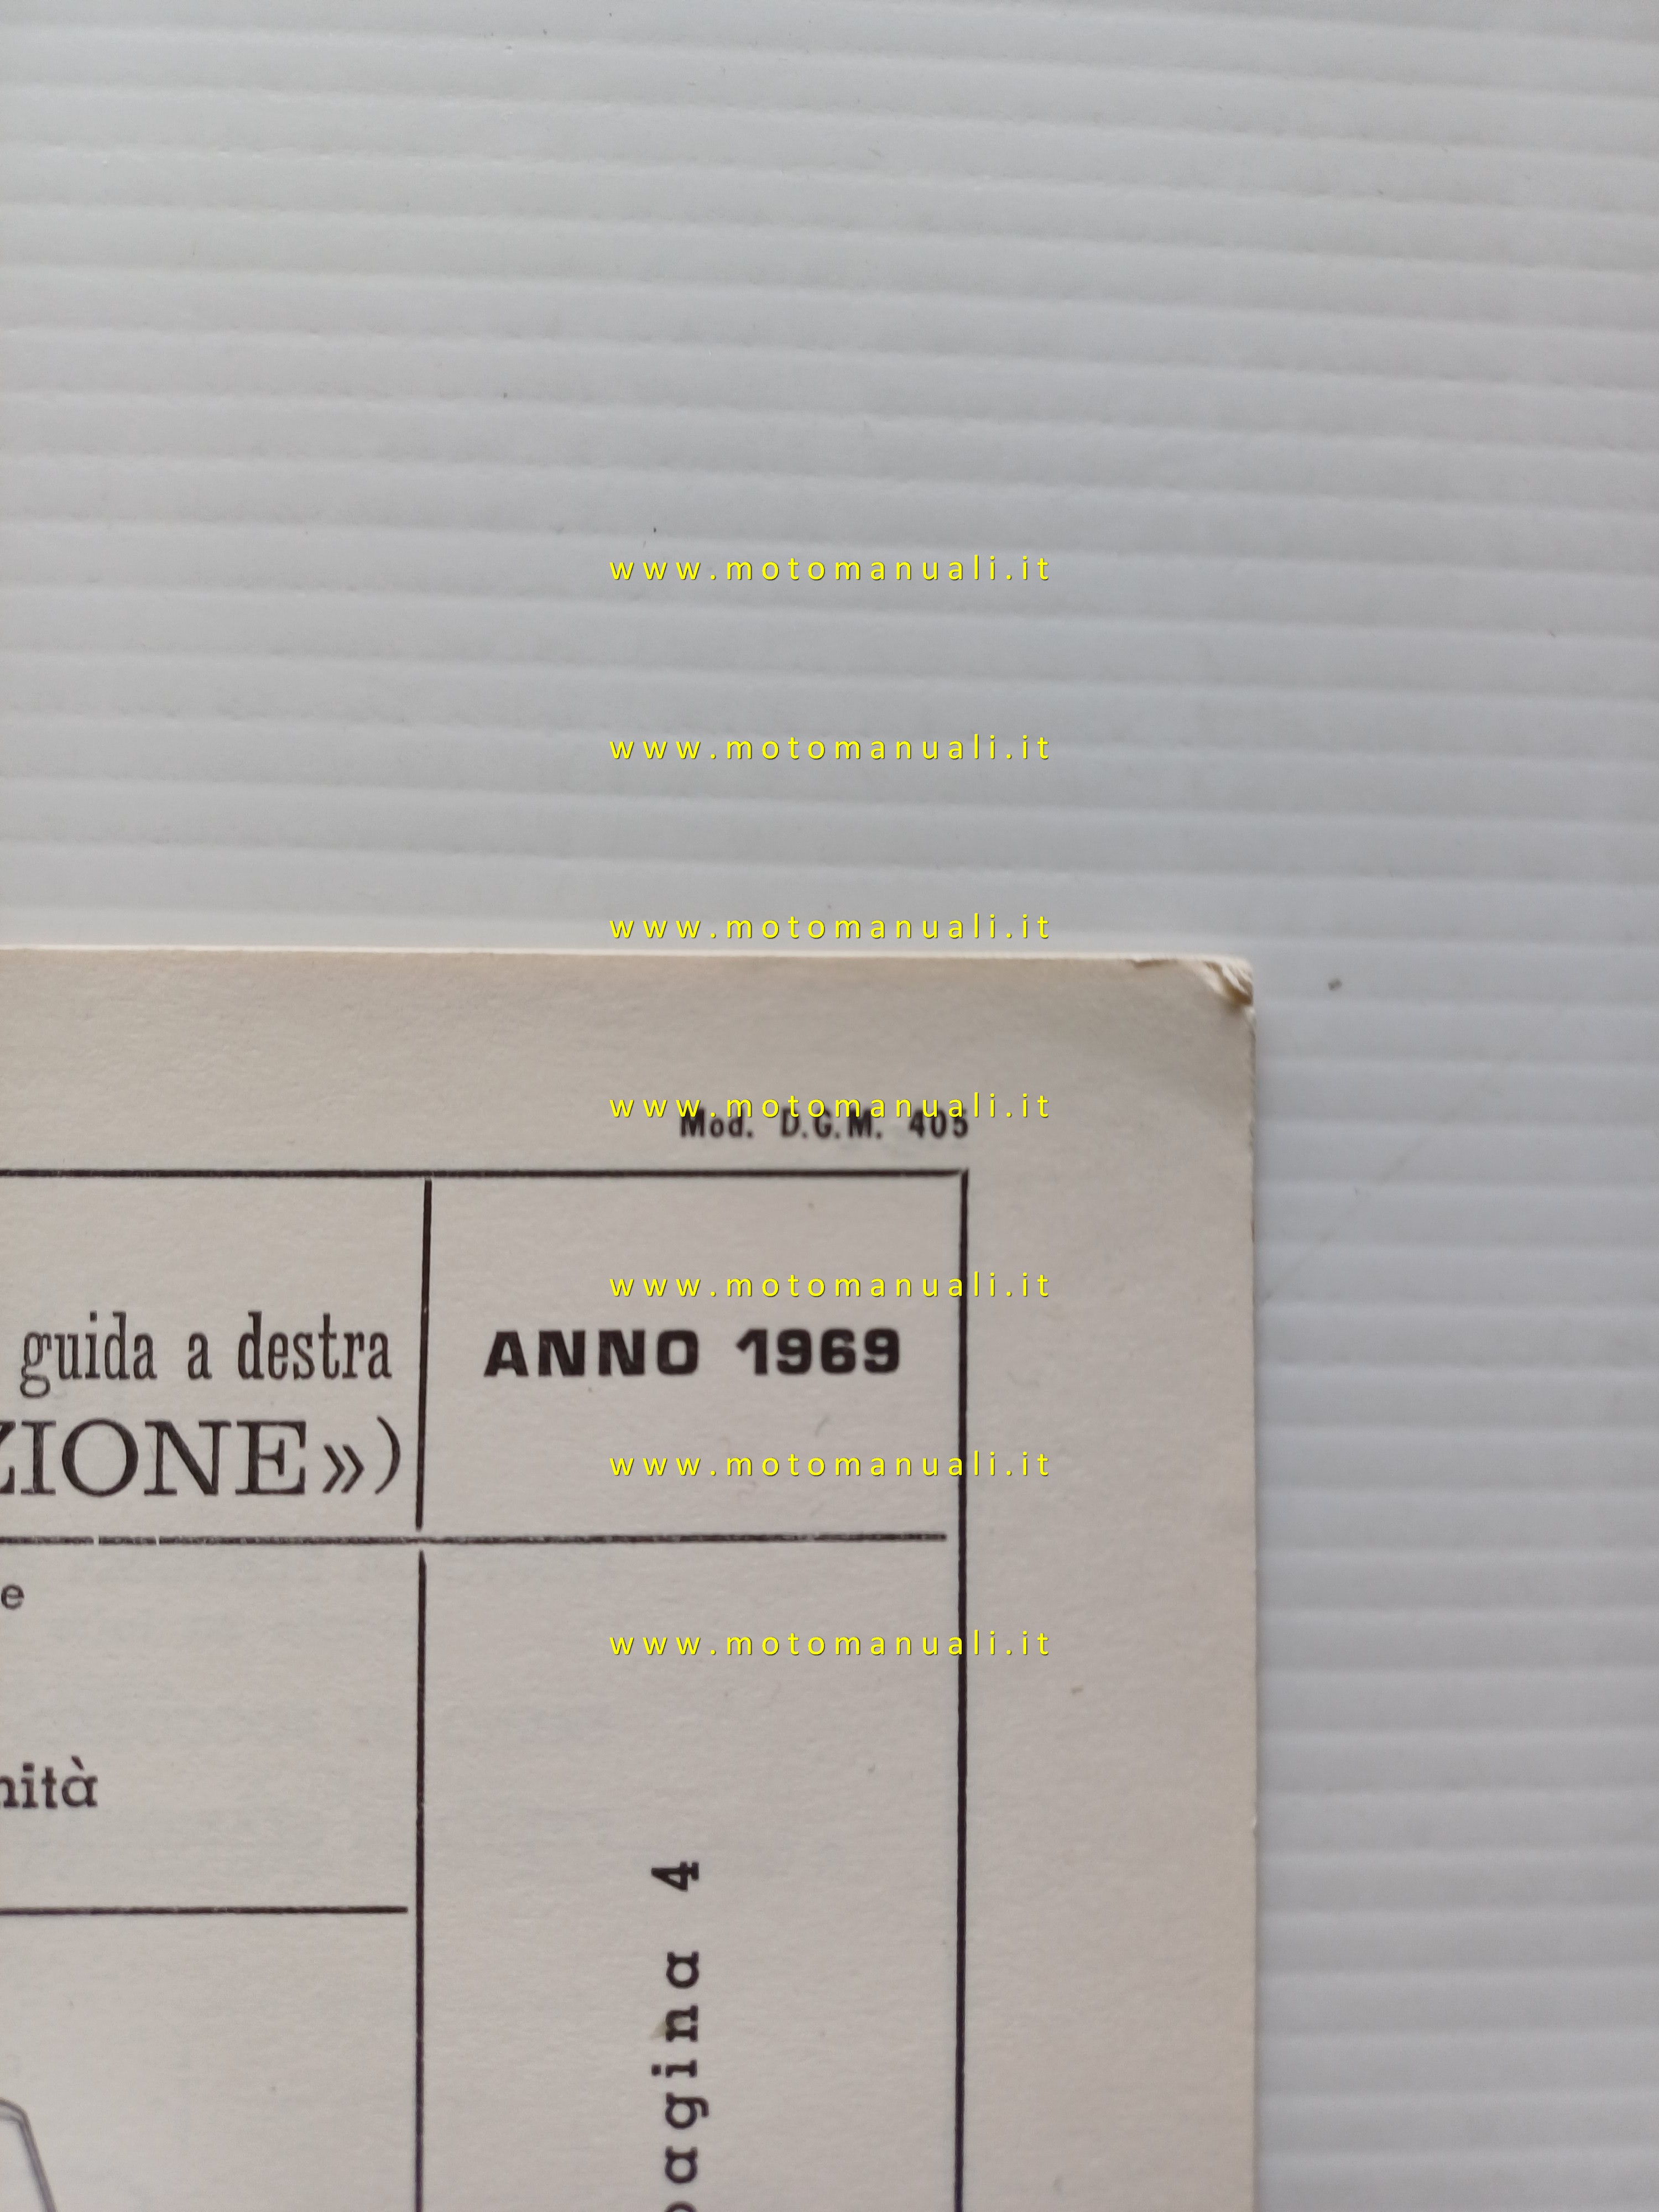 www.motomanuali.it
www.motomanuali.it
www.motomanuali.it
www.motomanuali.it
Mod. D.G.M. 405
www.motomanuali.it
guida a destra
ANNO 1969
ZIONE»)
www.motomanuali.it
e
www.motomanuali.it
nità
pagina 4